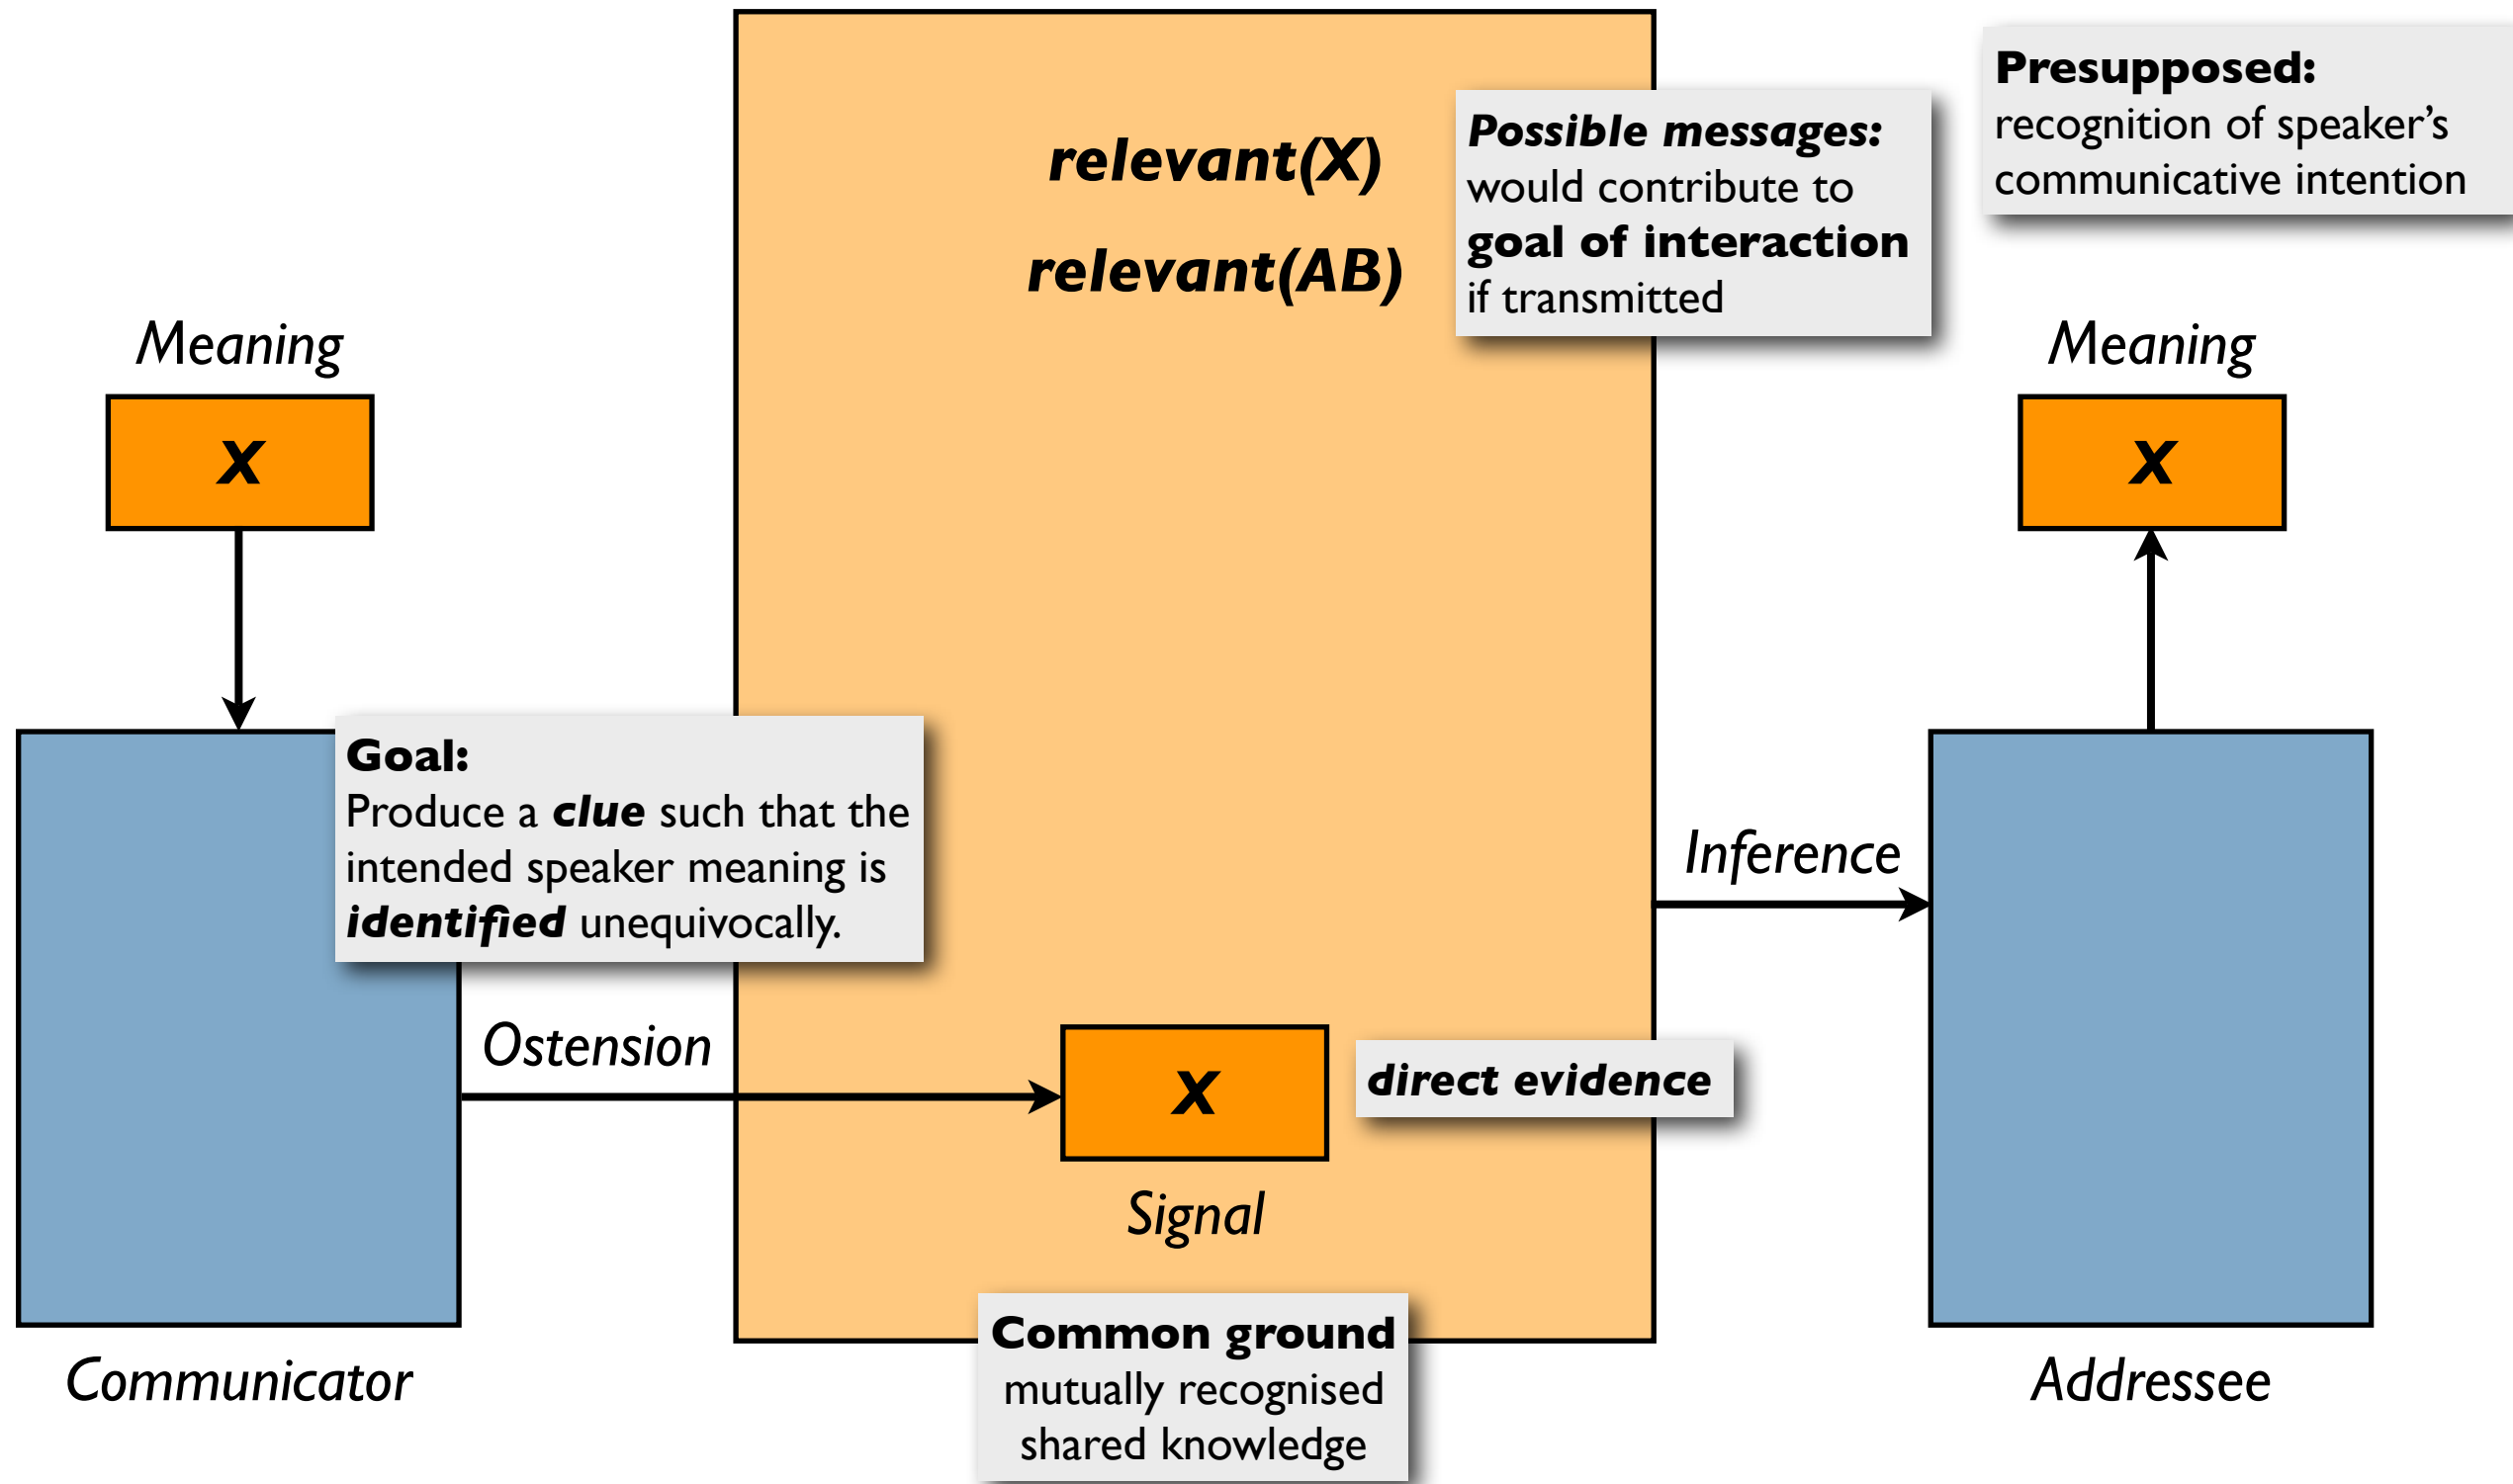 Presupposed:
recognition of speaker’s
communicative intention
Possible messages:
would contribute to
goal of interaction
if transmitted
relevant(X)
relevant(AB)
Meaning
X
Meaning
X
Goal:
Produce a clue such that the
intended speaker meaning is
identified unequivocally.
Inference
Ostension
X
direct evidence
Signal
Common ground
mutually recognised
shared knowledge
Communicator
Addressee